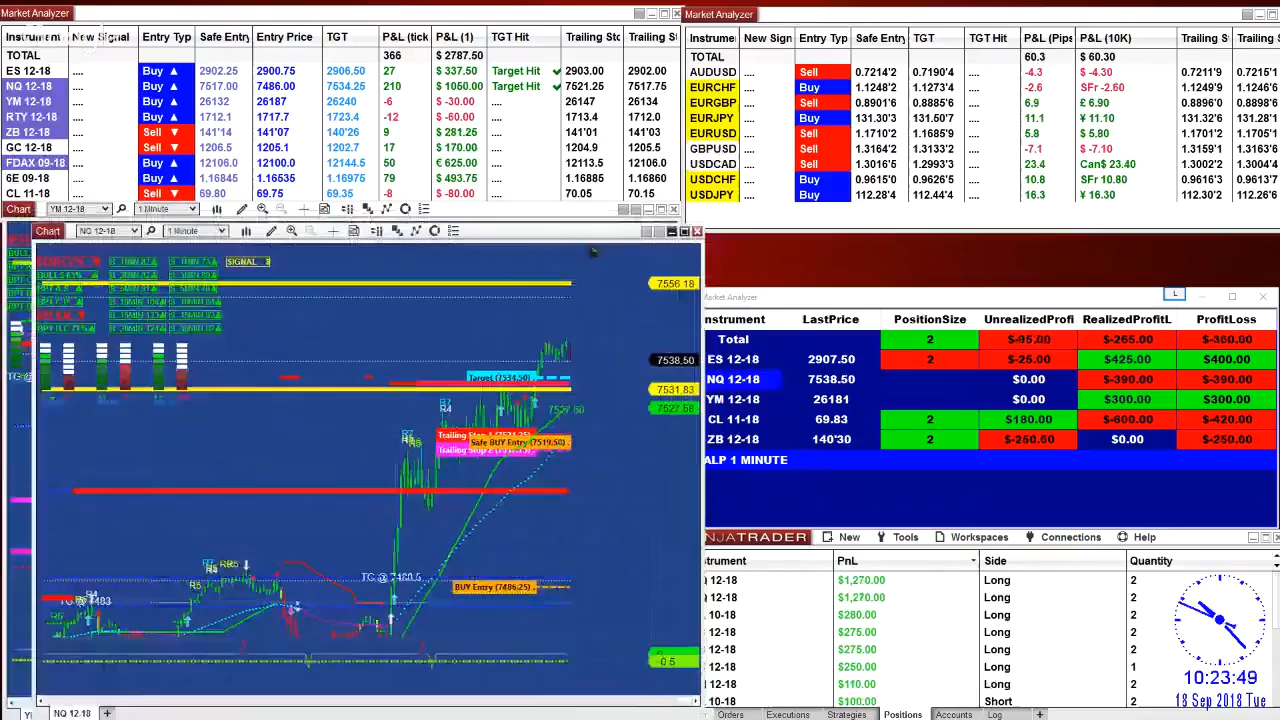 Market Analyzer
Instrument New Signal Entry Typ Safe Entry Entry Price TGT P&L (tick P&L (1) TGT Hit Trailing Sto Trailing St
TOTAL 366 $ 2787.50
ES 12-18 .... Buy ▲ 2902.25 2900.75 2906.50 27 $ 337.50 Target Hit 2903.00 2902.00
NQ 12-18 .... Buy ▲ 7517.00 7486.00 7534.25 210 $ 1050.00 Target Hit 7521.25 7517.75
YM 12-18 .... Buy ▲ 26132 26187 26240 -6 $ -30.00 .... 26147 26134
RTY 12-18 .... Buy ▲ 1712.1 1717.7 1723.4 -12 $ -60.00 .... 1713.4 1712.0
ZB 12-18 .... Sell ▼ 141'14 141'07 140'26 9 $ 281.25 .... 141'01 141'03
GC 12-18 .... Sell ▼ 1206.5 1205.1 1202.7 17 $ 170.00 .... 1204.9 1205.5
FDAX 09-18 .... Buy ▲ 12106.0 12100.0 12144.5 50 € 625.00 .... 12113.5 12106.0
6E 09-18 .... Buy ▲ 1.16845 1.16535 1.16975 79 $ 493.75 .... 1.16885 1.16860
CL 11-18 .... Sell ▼ 69.80 69.75 69.35 -8 $ -80.00 .... 70.05 70.15
Market Analyzer
Instrume New Sign Entry Typ Safe Entry TGT TGT Hit P&L (Pips P&L (10K) Trailing S Trailing S
TOTAL 60.3 $ 60.30
AUDUSD .... Sell 0.7214'2 0.7190'4 .... -4.3 $ -4.30 0.7211'9 0.7215'1
EURCHF .... Buy 1.1248'2 1.1273'4 .... -2.6 SFr -2.60 1.1249'9 1.1246'6
EURGBP .... Sell 0.8901'6 0.8885'6 .... 6.9 £ 6.90 0.8896'0 0.8898'0
EURJPY .... Buy 131.30'3 131.50'7 .... 11.1 ¥ 11.10 131.32'6 131.28'1
EURUSD .... Sell 1.1710'2 1.1685'9 .... 5.8 $ 5.80 1.1701'2 1.1705'1
GBPUSD .... Sell 1.3164'2 1.3133'2 .... -7.1 $ -7.10 1.3159'1 1.3163'5
USDCAD .... Sell 1.3016'5 1.2993'3 .... 23.4 Can$ 23.40 1.3002'4 1.3009'4
USDCHF .... Buy 0.9615'0 0.9626'5 .... 10.8 SFr 10.80 0.9616'3 0.9613'7
USDJPY .... Buy 112.28'4 112.44'4 .... 16.3 ¥ 16.30 112.30'2 112.26'6
Chart YM 12-18 1 Minute
Chart NQ 12-18 1 Minute
SIGNAL
7556.18
7538.50
7531.83
7527.58
Target (7534.50)
7527.50
R4
Safe BUY Entry (7519.50)
BUY Entry (7486.25)
TC @ 7493
-0.5
NQ 12-18
Market Analyzer
Instrument LastPrice PositionSize UnrealizedProfi RealizedProfitL ProfitLoss
Total 2 $-95.00 $-265.00 $-360.00
ES 12-18 2907.50 2 $-25.00 $425.00 $400.00
NQ 12-18 7538.50 $0.00 $-390.00 $-390.00
YM 12-18 26181 $0.00 $300.00 $300.00
CL 11-18 69.83 2 $180.00 $-600.00 $-420.00
ZB 12-18 140'30 2 $-250.00 $0.00 $-250.00
ALP 1 MINUTE
NJATRADER New Tools Workspaces Connections Help
nstrument PnL Side Quantity
Q 12-18 $1,270.00 Long 2
12-18 $1,270.00 Long 2
10-18 $280.00 Long 2
12-18 $275.00 Long 2
12-18 $275.00 Long 2
12-18 $250.00 Long 1
12-18 $110.00 Long 2
10-18 $100.00 Short 2
10:23:49
18 Sep 2018 Tue
Orders Executions Strategies Positions Accounts Log